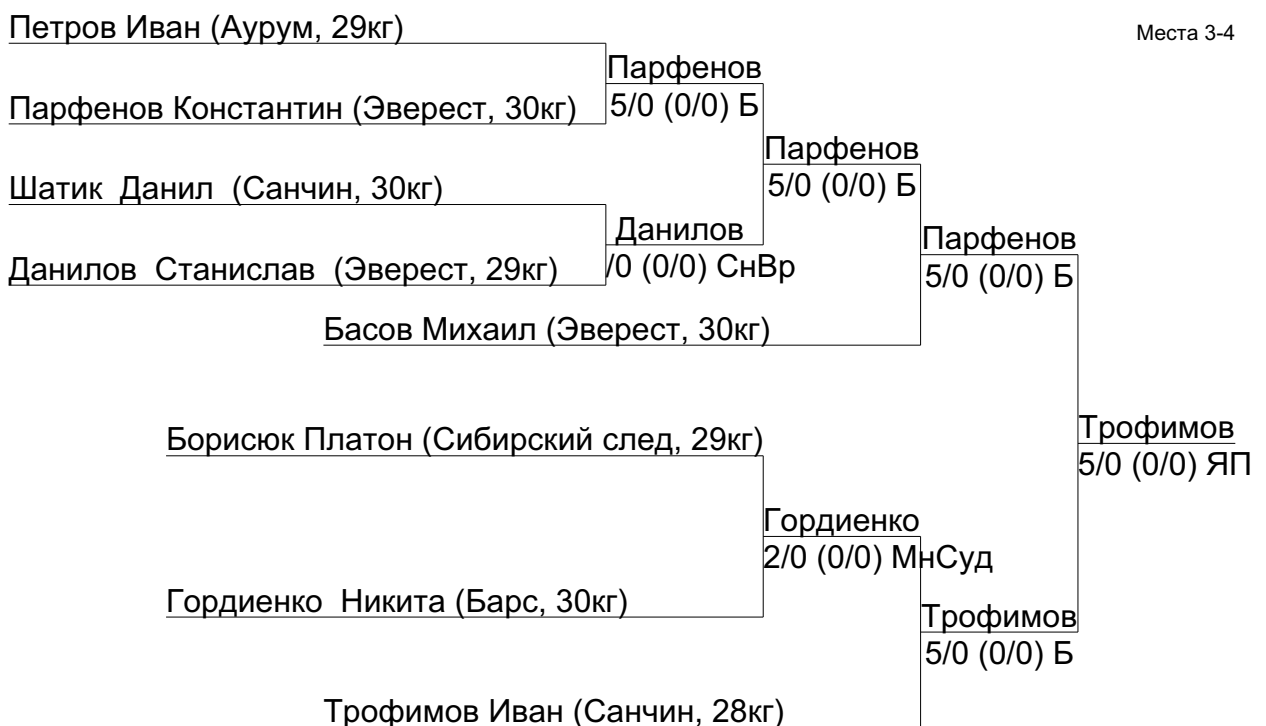 Петров Иван (Аурум, 29кг)
Места 3-4
Парфенов
5/0 (0/0) Б
Парфенов Константин (Эверест, 30кг)
Парфенов
5/0 (0/0) Б
Шатик Данил (Санчин, 30кг)
Данилов
/0 (0/0) СнВр
Данилов Станислав (Эверест, 29кг)
Парфенов
5/0 (0/0) Б
Басов Михаил (Эверест, 30кг)
Борисюк Платон (Сибирский след, 29кг)
Трофимов
5/0 (0/0) ЯП
Гордиенко
2/0 (0/0) МнСуд
Гордиенко Никита (Барс, 30кг)
Трофимов
5/0 (0/0) Б
Трофимов Иван (Санчин, 28кг)